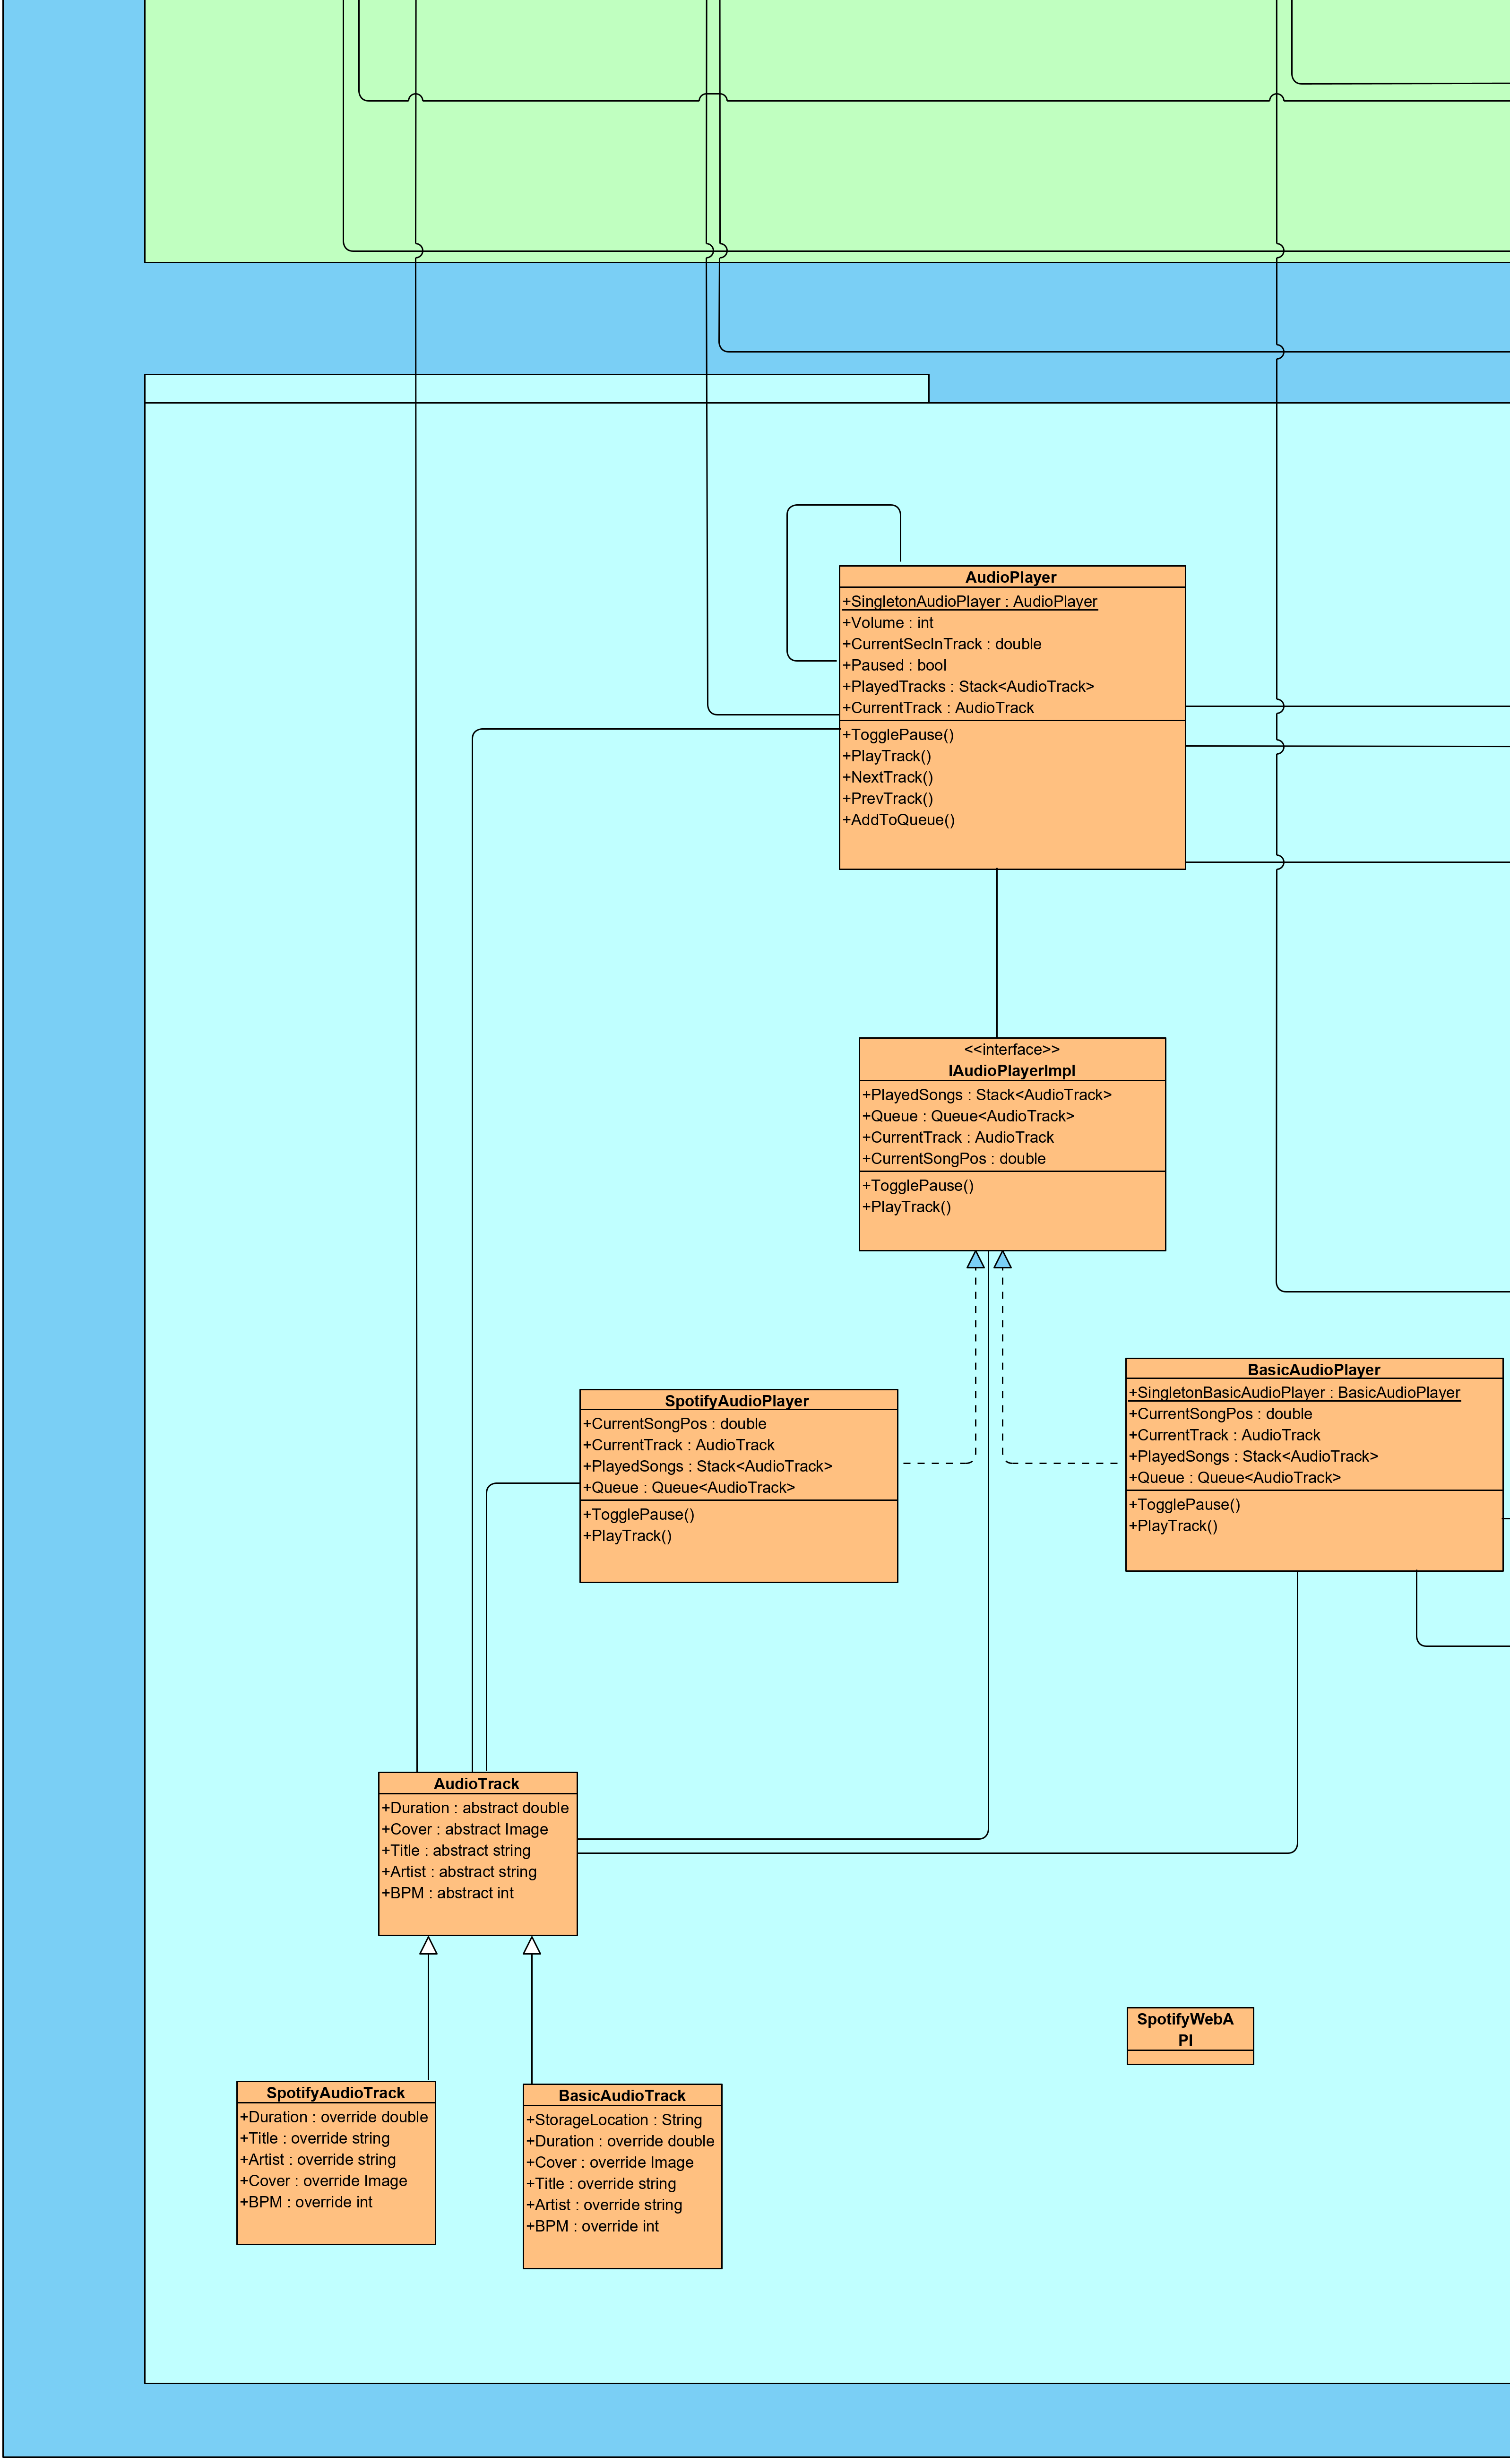 AudioPlayer
+SingletonAudioPlayer : AudioPlayer
+Volume : int
+CurrentSecInTrack : double
+Paused : bool
+PlayedTracks : Stack<AudioTrack>
+CurrentTrack : AudioTrack
+TogglePause()
+PlayTrack()
+NextTrack()
+PrevTrack()
+AddToQueue()
<<interface>>
IAudioPlayerImpl
+PlayedSongs : Stack<AudioTrack>
+Queue : Queue<AudioTrack>
+CurrentTrack : AudioTrack
+CurrentSongPos : double
+TogglePause()
+PlayTrack()
SpotifyAudioPlayer
+CurrentSongPos : double
+CurrentTrack : AudioTrack
+PlayedSongs : Stack<AudioTrack>
+Queue : Queue<AudioTrack>
+TogglePause()
+PlayTrack()
BasicAudioPlayer
+SingletonBasicAudioPlayer : BasicAudioPlayer
+CurrentSongPos : double
+CurrentTrack : AudioTrack
+PlayedSongs : Stack<AudioTrack>
+Queue : Queue<AudioTrack>
+TogglePause()
+PlayTrack()
AudioTrack
+Duration : abstract double
+Cover : abstract Image
+Title : abstract string
+Artist : abstract string
+BPM : abstract int
SpotifyWebA
PI
SpotifyAudioTrack
+Duration : override double
+Title : override string
+Artist : override string
+Cover : override Image
+BPM : override int
BasicAudioTrack
+StorageLocation : String
+Duration : override double
+Cover : override Image
+Title : override string
+Artist : override string
+BPM : override int